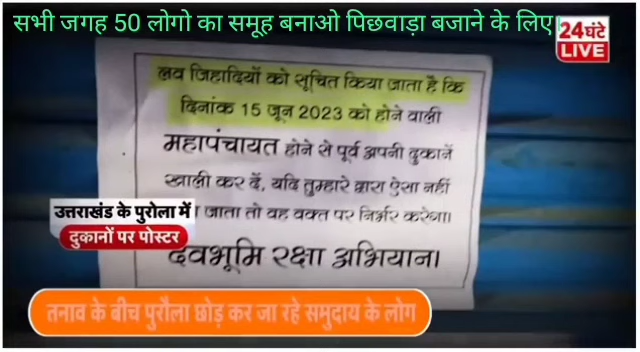 सभी जगह 50 लोगो का समूह बनाओ पिछवाड़ा बजाने के लिए
24घंटे
LIVE
लव जिहादियों को सूचित किया जाता है कि
दिनांक 15 जून 2023 को होने वाली
महापंचायत होने से पूर्व अपनी दुकानें
खाली कर दें, यदि तुम्हारे द्वारा ऐसा नहीं
जाता तो वह वक्त पर निर्भर करेगा।
देवभूमि रक्षा अभियान।
उत्तराखंड के पुरोला में
दुकानों पर पोस्टर
तनाव के बीच पुरौला छोड़ कर जा रहे समुदाय के लोग